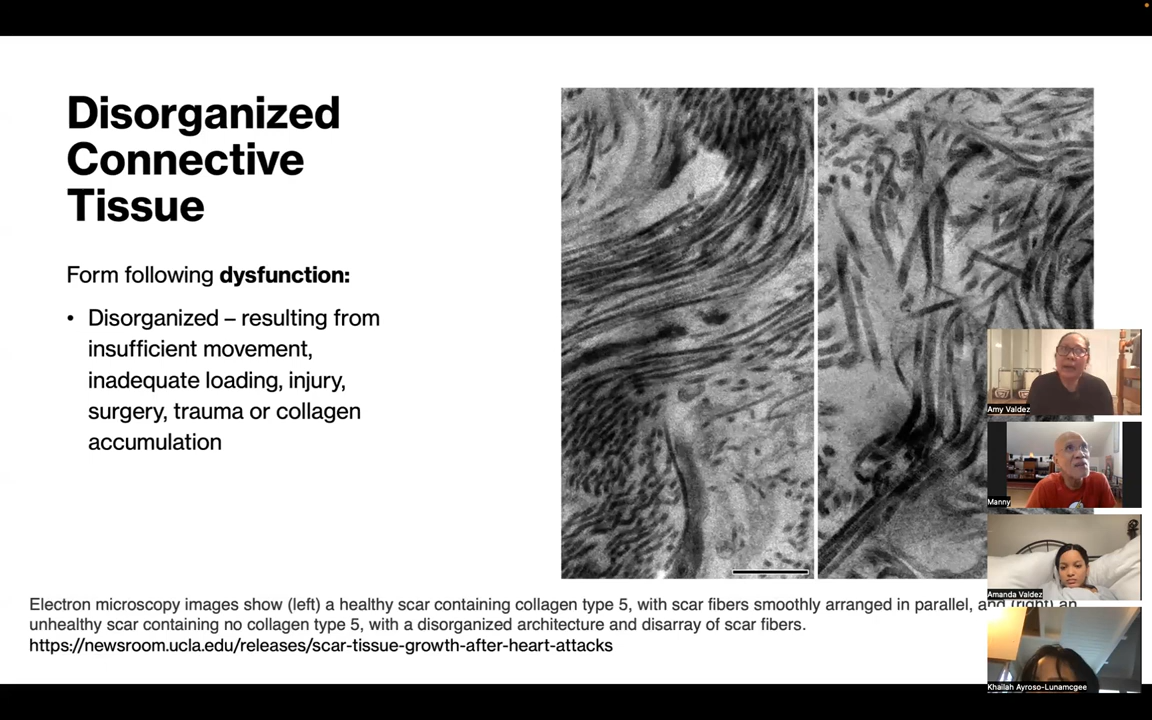 Disorganized
Connective
Tissue
Form following dysfunction:
• Disorganized – resulting from
insufficient movement,
inadequate loading, injury,
surgery, trauma or collagen
accumulation
Electron microscopy images show (left) a healthy scar containing collagen type 5, with scar fibers smoothly arranged in parallel, and (right) an
unhealthy scar containing no collagen type 5, with a disorganized architecture and disarray of scar fibers.
https://newsroom.ucla.edu/releases/scar-tissue-growth-after-heart-attacks
Amy Valdez
Manny
Amanda Valdez
Khailah Ayroso-Lunamcgee